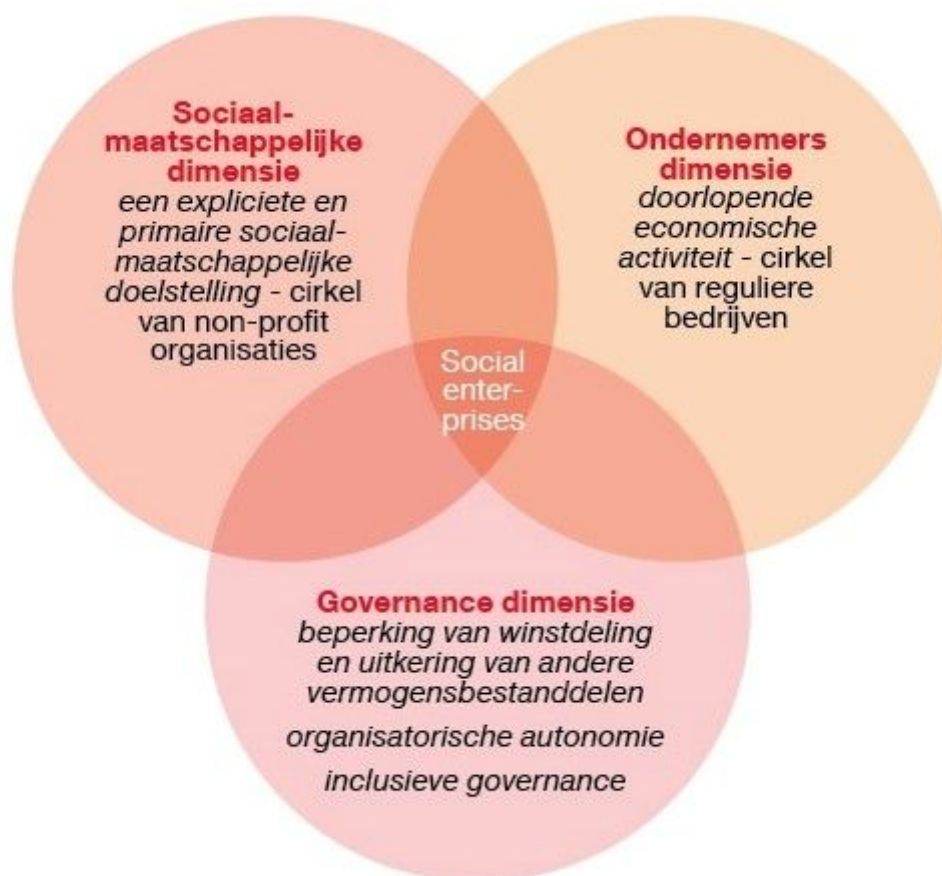 Sociaal-
maatschappelijke
dimensie
een expliciete en
primaire sociaal-
maatschappelijke
doelstelling - cirkel
van non-profit
organisaties
Ondernemers
dimensie
doorlopende
economische
activiteit - cirkel
van reguliere
bedrijven
Social
enter-
prises
Governance dimensie
beperking van winstdeling
en uitkering van andere
vermogensbestanddelen
organisatorische autonomie
inclusieve governance